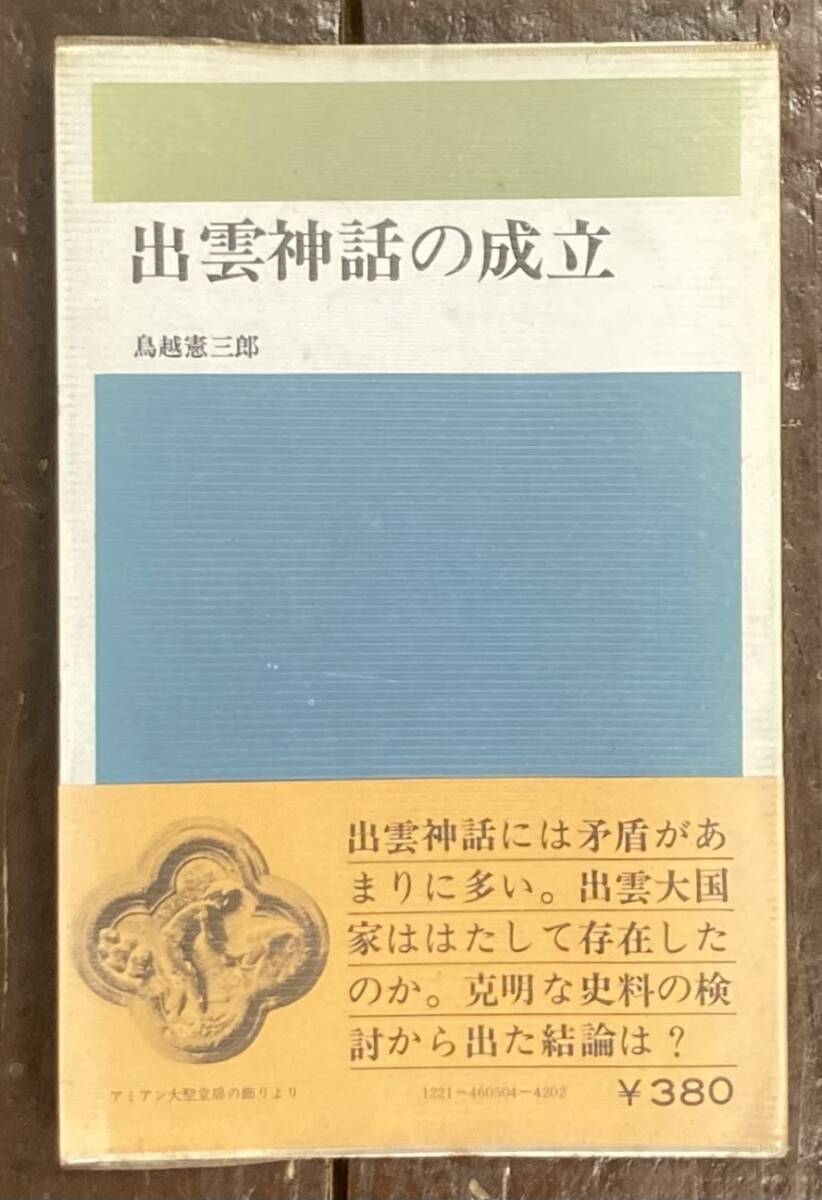 出雲神話の成立
鳥越憲三郎
出雲神話には矛盾があ
まりに多い。出雲大国
家ははたして存在した
のか。克明な史料の検
討から出た結論は？
アミアン大聖堂扉の飾りより
1221-460504-4202
￥380